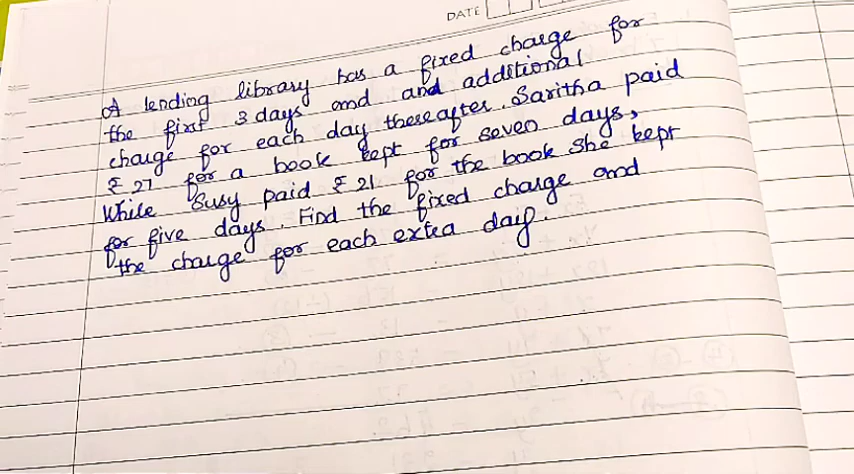 DATE
A lending library has a fixed charge for
the first 3 days and and additional
charge for each day thereafter. Saritha paid
₹ 27 for a book kept for seven days,
While Susy paid ₹ 21 for the book she kept
for five days. Find the fixed charge and
the charge for each extra day.